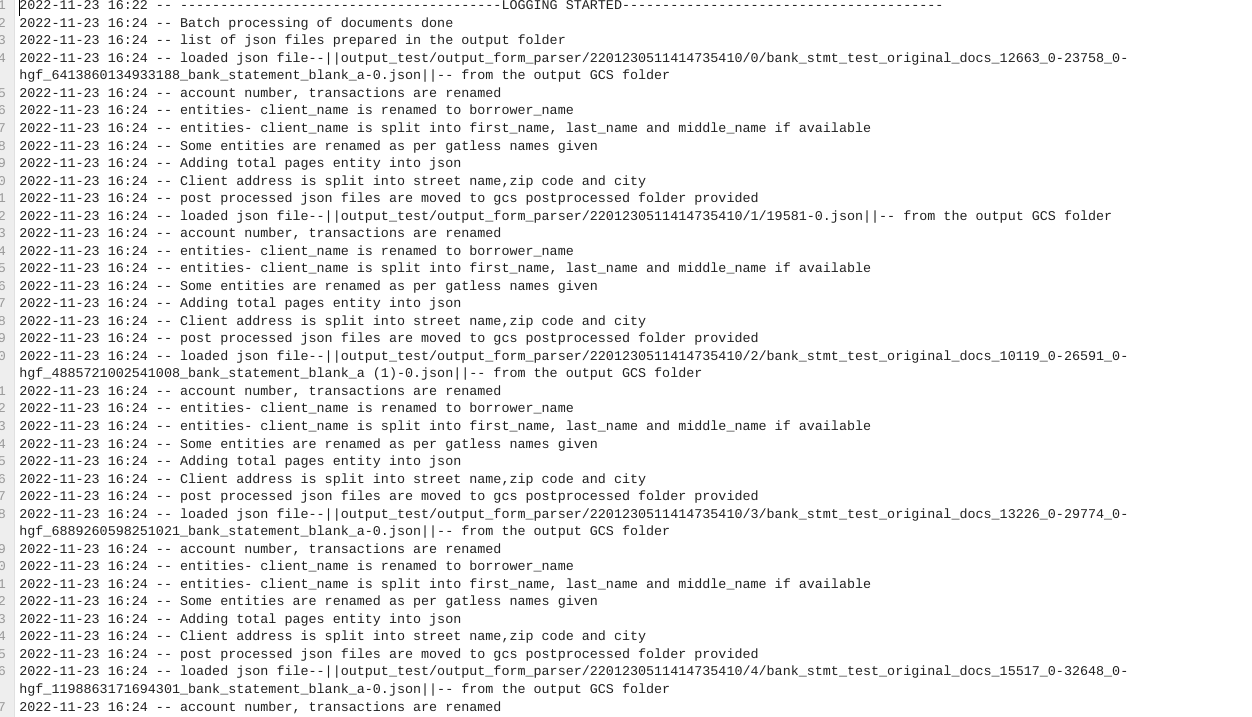 1 2022-11-23 16:22 -- ----------------------------------------LOGGING STARTED----------------------------------------
2 2022-11-23 16:24 -- Batch processing of documents done
3 2022-11-23 16:24 -- list of json files prepared in the output folder
4 2022-11-23 16:24 -- loaded json file--||output_test/output_form_parser/2201230511414735410/0/bank_stmt_test_original_docs_12663_0-23758_0-
hgf_6413860134933188_bank_statement_blank_a-0.json||-- from the output GCS folder
5 2022-11-23 16:24 -- account number, transactions are renamed
6 2022-11-23 16:24 -- entities- client_name is renamed to borrower_name
7 2022-11-23 16:24 -- entities- client_name is split into first_name, last_name and middle_name if available
8 2022-11-23 16:24 -- Some entities are renamed as per gatless names given
9 2022-11-23 16:24 -- Adding total pages entity into json
0 2022-11-23 16:24 -- Client address is split into street name,zip code and city
1 2022-11-23 16:24 -- post processed json files are moved to gcs postprocessed folder provided
2 2022-11-23 16:24 -- loaded json file--||output_test/output_form_parser/2201230511414735410/1/19581-0.json||-- from the output GCS folder
3 2022-11-23 16:24 -- account number, transactions are renamed
4 2022-11-23 16:24 -- entities- client_name is renamed to borrower_name
5 2022-11-23 16:24 -- entities- client_name is split into first_name, last_name and middle_name if available
6 2022-11-23 16:24 -- Some entities are renamed as per gatless names given
7 2022-11-23 16:24 -- Adding total pages entity into json
8 2022-11-23 16:24 -- Client address is split into street name,zip code and city
9 2022-11-23 16:24 -- post processed json files are moved to gcs postprocessed folder provided
0 2022-11-23 16:24 -- loaded json file--||output_test/output_form_parser/2201230511414735410/2/bank_stmt_test_original_docs_10119_0-26591_0-
hgf_4885721002541008_bank_statement_blank_a (1)-0.json||-- from the output GCS folder
1 2022-11-23 16:24 -- account number, transactions are renamed
2 2022-11-23 16:24 -- entities- client_name is renamed to borrower_name
3 2022-11-23 16:24 -- entities- client_name is split into first_name, last_name and middle_name if available
4 2022-11-23 16:24 -- Some entities are renamed as per gatless names given
5 2022-11-23 16:24 -- Adding total pages entity into json
6 2022-11-23 16:24 -- Client address is split into street name,zip code and city
7 2022-11-23 16:24 -- post processed json files are moved to gcs postprocessed folder provided
8 2022-11-23 16:24 -- loaded json file--||output_test/output_form_parser/2201230511414735410/3/bank_stmt_test_original_docs_13226_0-29774_0-
hgf_6889260598251021_bank_statement_blank_a-0.json||-- from the output GCS folder
9 2022-11-23 16:24 -- account number, transactions are renamed
0 2022-11-23 16:24 -- entities- client_name is renamed to borrower_name
1 2022-11-23 16:24 -- entities- client_name is split into first_name, last_name and middle_name if available
2 2022-11-23 16:24 -- Some entities are renamed as per gatless names given
3 2022-11-23 16:24 -- Adding total pages entity into json
4 2022-11-23 16:24 -- Client address is split into street name,zip code and city
5 2022-11-23 16:24 -- post processed json files are moved to gcs postprocessed folder provided
6 2022-11-23 16:24 -- loaded json file--||output_test/output_form_parser/2201230511414735410/4/bank_stmt_test_original_docs_15517_0-32648_0-
hgf_1198863171694301_bank_statement_blank_a-0.json||-- from the output GCS folder
7 2022-11-23 16:24 -- account number, transactions are renamed